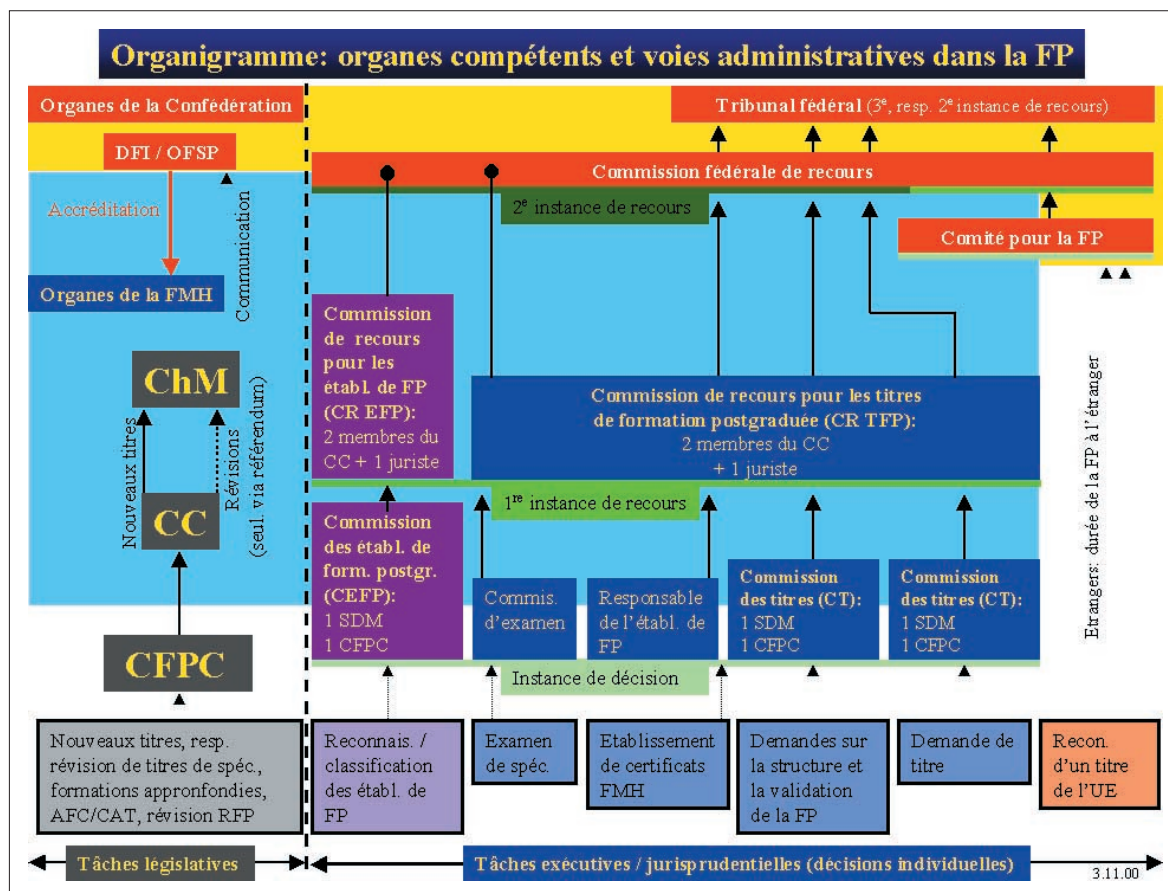 Organigramme: organes compétents et voies administratives dans la FP
Organes de la Confédération
Tribunal fédéral (3e, resp. 2e instance de recours)
DFI / OFSP
Commission fédérale de recours
Accréditation
Communication
2e instance de recours
Comité pour la FP
Organes de la FMH
Commission
de recours
pour les
établ. de FP
(CR EFP):
2 membres du
CC + 1 juriste
Commission de recours pour les titres
de formation postgraduée (CR TFP):
2 membres du CC
+ 1 juriste
Etrangers: durée de la FP à l'étranger
ChM
Nouveaux titres
Révisions
(seul. via référendum)
CC
1re instance de recours
Commission
des établ. de
form. postgr.
(CEFP):
1 SDM
1 CFPC
Commis.
d'examen
Responsable
de l'établ. de
FP
Commission
des titres (CT):
1 SDM
1 CFPC
Commission
des titres (CT):
1 SDM
1 CFPC
CFPC
Instance de décision
Nouveaux titres, resp.
révision de titres de spéc.,
formations appronfondies,
AFC/CAT, révision RFP
Reconnais. /
classification
des établ. de
FP
Examen
de spéc.
Etablissement
de certificats
FMH
Demandes sur
la structure et
la validation
de la FP
Demande de
titre
Recon.
d'un titre
de l'UE
Tâches législatives
Tâches exécutives / jurisprudentielles (décisions individuelles)
3.11.00